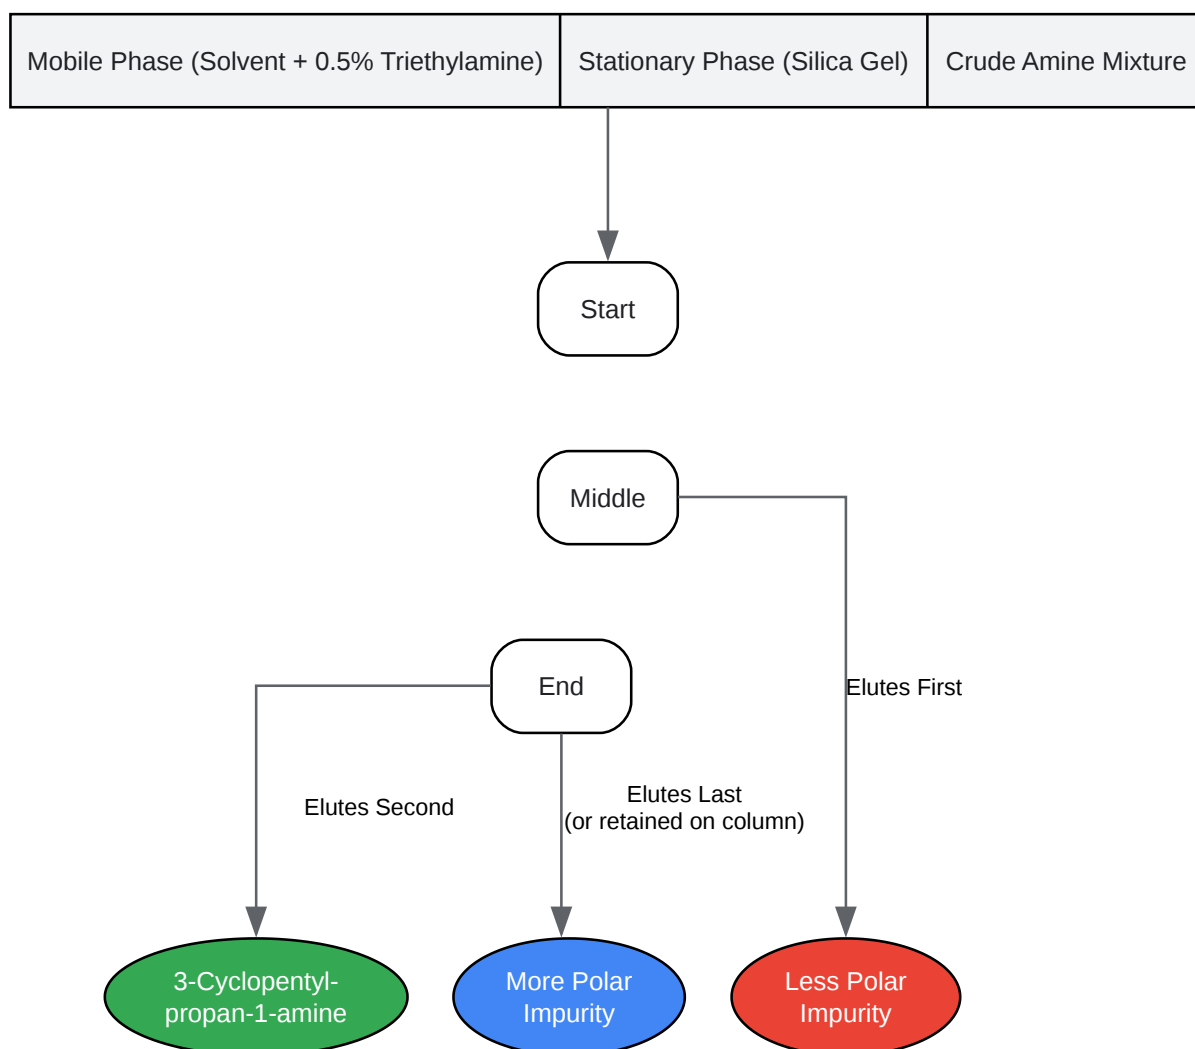 Mobile Phase (Solvent + 0.5% Triethylamine)
Stationary Phase (Silica Gel)
Crude Amine Mixture
Start
Middle
End
Elutes First
Elutes Second
Elutes Last
(or retained on column)
3-Cyclopentyl-
propan-1-amine
More Polar
Impurity
Less Polar
Impurity